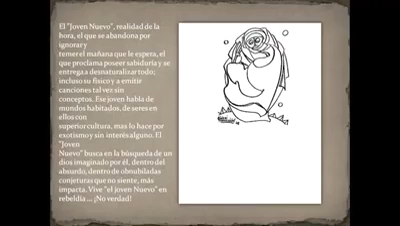 El "Joven Nuevo", realidad de la
hora, el que se abandona por
ignorar y
temer el mañana que le espera, el
que proclama poseer sabiduría y se
entrega a desnaturalizar todo;
incluso su físico y a emitir
canciones tal vez sin
conceptos. Ese joven habla de
mundos habitados, de seres en
ellos con
superior cultura, mas lo hace por
exotismo y sin interés alguno. El
"Joven
Nuevo" busca en la búsqueda de un
dios imaginado por él, dentro del
absurdo, dentro de obnubiladas
conjeturas que no siente, más
impacta. Vive "el joven Nuevo" en
rebeldía ... ¡No verdad!